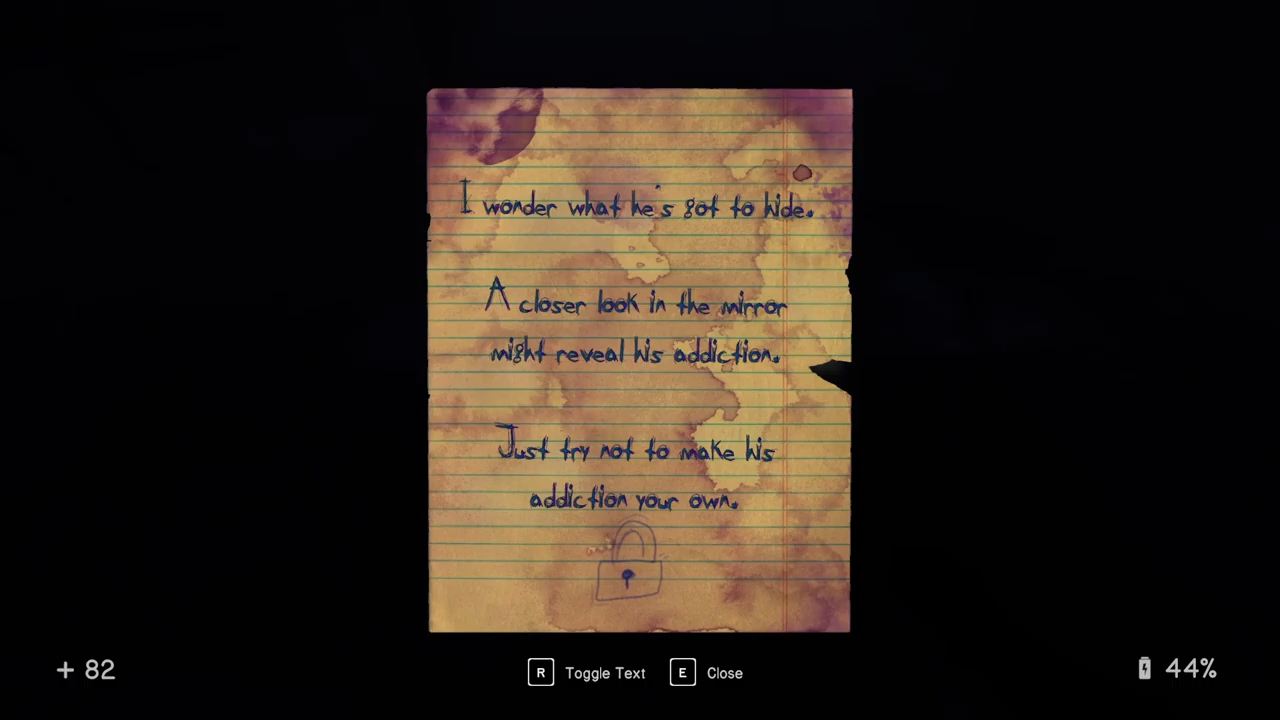 I wonder what he's got to hide.
A closer look in the mirror
might reveal his addiction.
Just try not to make his
addiction your own.
+ 82
R Toggle Text E Close
44%